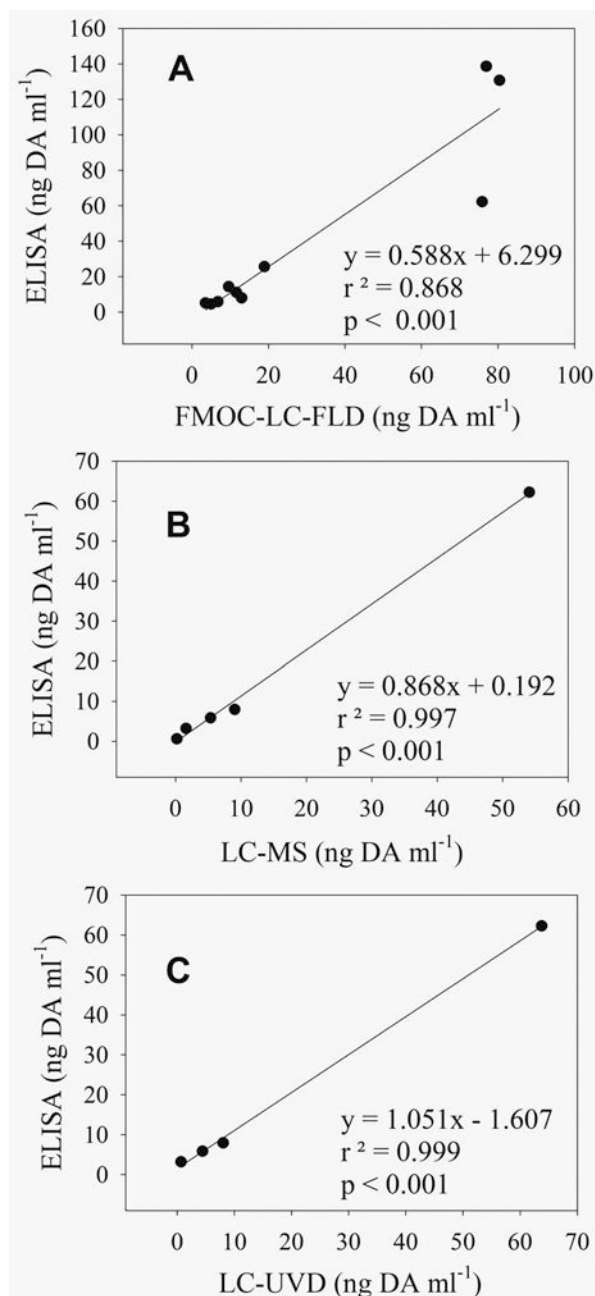 A
160
140
120
100
80
60
40
20
0
ELISA (ng DA ml⁻¹)
y = 0.588x + 6.299
r ² = 0.868
p < 0.001
0 20 40 60 80 100
FMOC-LC-FLD (ng DA ml⁻¹)
B
70
60
50
40
30
20
10
0
ELISA (ng DA ml⁻¹)
y = 0.868x + 0.192
r ² = 0.997
p < 0.001
0 10 20 30 40 50 60
LC-MS (ng DA ml⁻¹)
C
70
60
50
40
30
20
10
0
ELISA (ng DA ml⁻¹)
y = 1.051x - 1.607
r ² = 0.999
p < 0.001
0 10 20 30 40 50 60 70
LC-UVD (ng DA ml⁻¹)